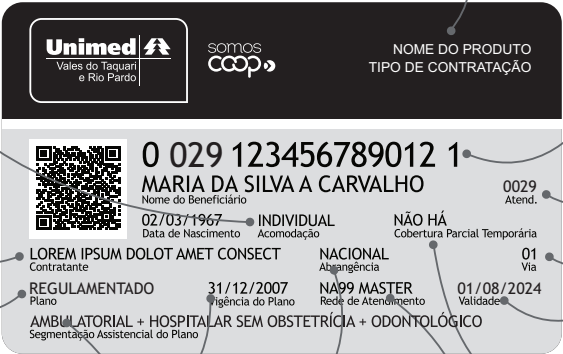 Unimed
Vales do Taquari
e Rio Pardo
somos
coop
NOME DO PRODUTO
TIPO DE CONTRATAÇÃO
0 029 123456789012 1
MARIA DA SILVA A CARVALHO
Nome do Beneficiário
0029
Atend.
02/03/1967 INDIVIDUAL NÃO HÁ
Data de Nascimento Acomodação Cobertura Parcial Temporária
LOREM IPSUM DOLOT AMET CONSECT NACIONAL 01
Contratante Abrangência Via
REGULAMENTADO 31/12/2007 NA99 MASTER 01/08/2024
Plano Vigência do Plano Rede de Atendimento Validade
AMBULATORIAL + HOSPITALAR SEM OBSTETRÍCIA + ODONTOLÓGICO
Segmentação Assistencial do Plano